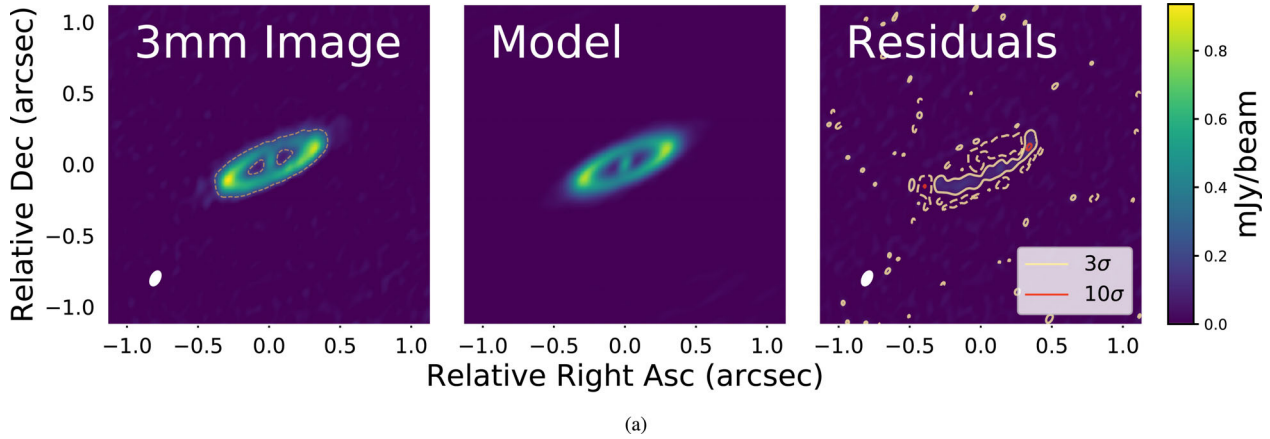 3mm Image
Model
Residuals
Relative Dec (arcsec)
1.0
0.5
0.0
−0.5
−1.0
3σ
10σ
0.8
0.6
0.4
0.2
0.0
mJy/beam
−1.0 −0.5 0.0 0.5 1.0
−1.0 −0.5 0.0 0.5 1.0
−1.0 −0.5 0.0 0.5 1.0
Relative Right Asc (arcsec)
(a)